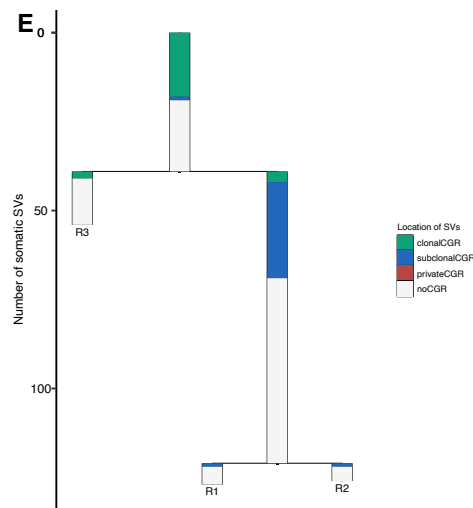 E
0
50
100
Number of somatic SVs
R3
R1
R2
Location of SVs
clonalCGR
subclonalCGR
privateCGR
noCGR